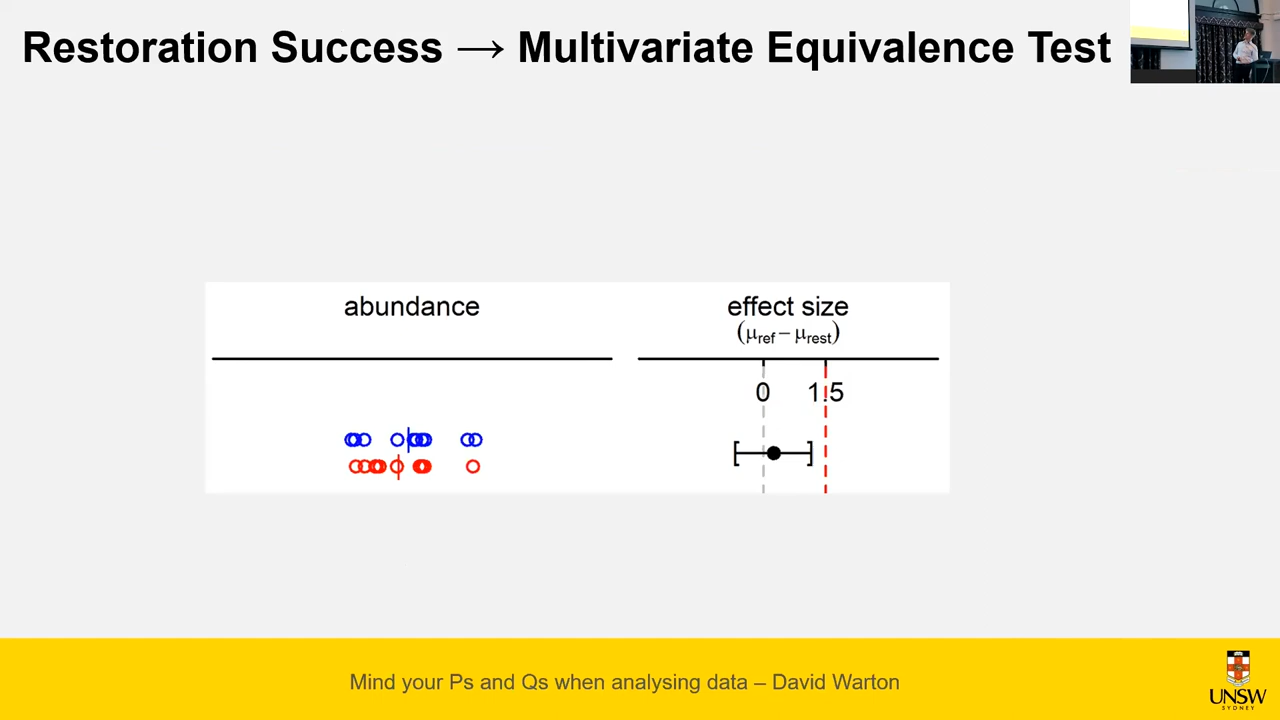 Restoration Success → Multivariate Equivalence Test
abundance
effect size
(μref – μrest)
0
1.5
Mind your Ps and Qs when analysing data – David Warton
UNSW
SYDNEY